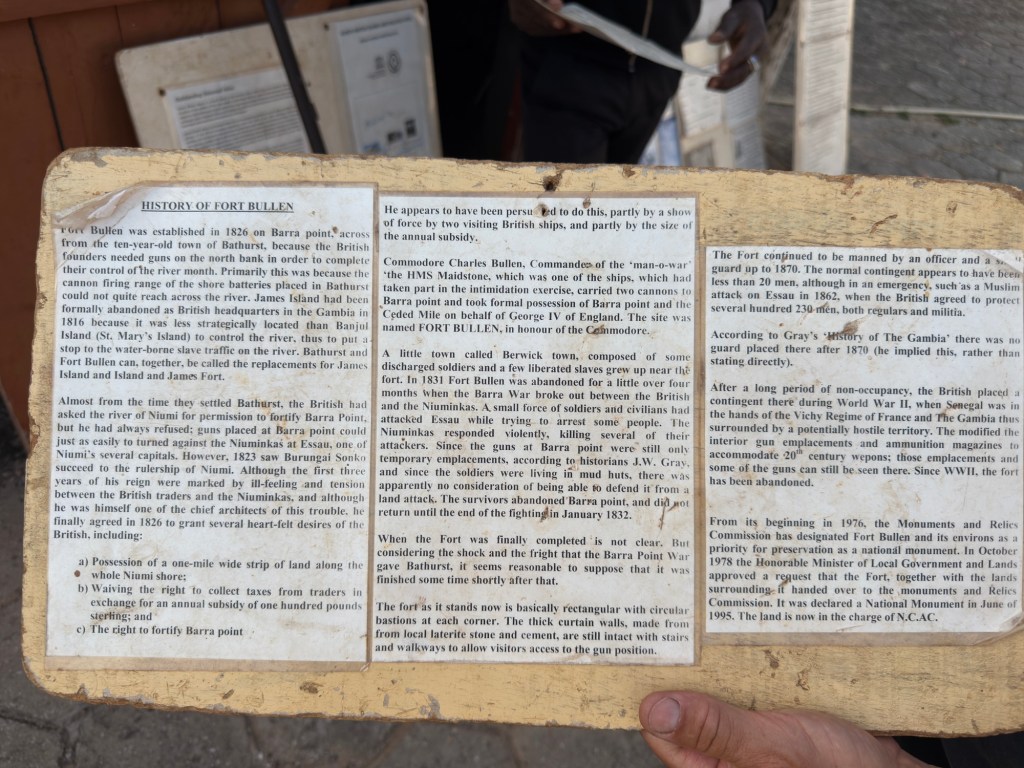 HISTORY OF FORT BULLEN
Fort Bullen was established in 1826 on Barra point, across
from the ten-year-old town of Bathurst, because the British
founders needed guns on the north bank in order to complete
their control of the river month. Primarily this was because the
cannon firing range of the shore batteries placed in Bathurst
could not quite reach across the river. James Island had been
formally abandoned as British headquarters in the Gambia in
1816 because it was less strategically located than Banjul
Island (St. Mary's Island) to control the river, thus to put a
stop to the water-borne slave traffic on the river. Bathurst and
Fort Bullen can, together, be called the replacements for James
Island and Island and James Fort.
Almost from the time they settled Bathurst, the British had
asked the river of Niumi for permission to fortify Barra Point,
but he had always refused; guns placed at Barra point could
just as easily to turned against the Niuminkas at Essau, one of
Niumi's several capitals. However, 1823 saw Burungai Sonko
succeed to the rulership of Niumi. Although the first three
years of his reign were marked by ill-feeling and tension
between the British traders and the Niuminkas, and although
he was himself one of the chief architects of this trouble, he
finally agreed in 1826 to grant several heart-felt desires of the
British, including:
a) Possession of a one-mile wide strip of land along the
whole Niumi shore;
b) Waiving the right to collect taxes from traders in
exchange for an annual subsidy of one hundred pounds
sterling; and
c) The right to fortify Barra point
He appears to have been to do this, partly by a show
of force by two visiting British ships, and partly by the size of
the annual subsidy.
Commodore Charles Bullen, Commander of the 'man-o-war'
'the HMS Maidstone, which was one of the ships, which had
taken part in the intimidation exercise, carried two cannons to
Barra point and took formal possession of Barra point and the
Ceded Mile on behalf of George IV of England. The site was
named FORT BULLEN, in honour of the Commodore.
A little town called Berwick town, composed of some
discharged soldiers and a few liberated slaves grew up near the
fort. In 1831 Fort Bullen was abandoned for a little over four
months when the Barra War broke out between the British
and the Niuminkas. A small force of soldiers and civilians had
attacked Essau while trying to arrest some people. The
Niuminkas responded violently, killing several of their
attackers. Since the guns at Barra point were still only
temporary emplacements, according to historians J.W. Gray,
and since the soldiers were living in mud huts, there was
apparently no consideration of being able to defend it from a
land attack. The survivors abandoned Barra point, and did not
return until the end of the fighting in January 1832.
When the Fort was finally completed is not clear. But
considering the shock and the fright that the Barra Point War
gave Bathurst, it seems reasonable to suppose that it was
finished some time shortly after that.
The fort as it stands now is basically rectangular with circular
bastions at each corner. The thick curtain walls, made from
from local laterite stone and cement, are still intact with stairs
and walkways to allow visitors access to the gun position.
The Fort continued to be manned by an officer and a
guard up to 1870. The normal contingent appears to have been
less than 20 men, although in an emergency, such as a Muslim
attack on Essau in 1862, when the British agreed to protect
several hundred 230 men, both regulars and militia.
According to Gray's 'History of The Gambia' there was no
guard placed there after 1870 (he implied this, rather than
stating directly).
After a long period of non-occupancy, the British placed a
contingent there during World War II, when Senegal was in
the hands of the Vichy Regime of France and The Gambia thus
surrounded by a potentially hostile territory. The modified the
interior gun emplacements and ammunition magazines to
accommodate 20th century wepons; those emplacements and
some of the guns can still be seen there. Since WWII, the fort
has been abandoned.
From its beginning in 1976, the Monuments and Relics
Commission has designated Fort Bullen and its environs as a
priority for preservation as a national monument. In October
1978 the Honorable Minister of Local Government and Lands
approved a request that the Fort, together with the lands
surrounding it handed over to the monuments and Relics
Commission. It was declared a National Monument in June of
1995. The land is now in the charge of N.C.AC.